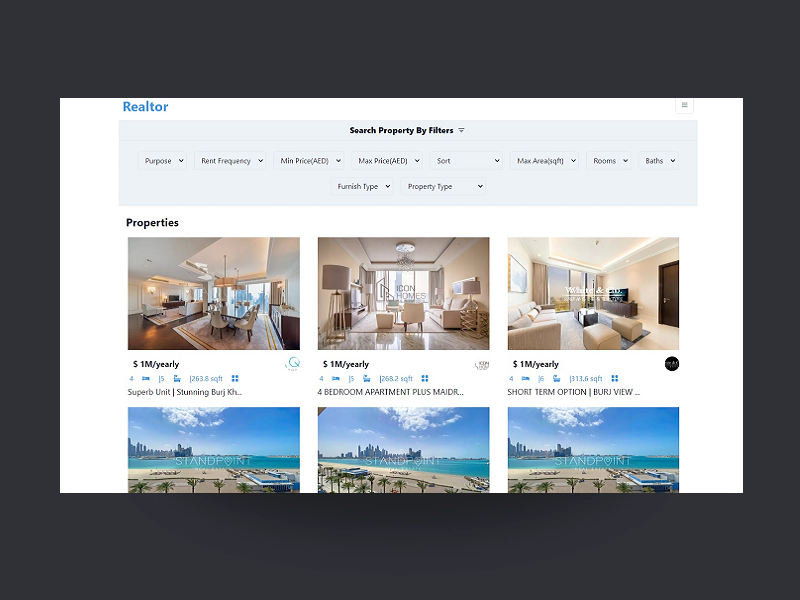 Realtor
Search Property By Filters
Purpose Rent Frequency Min Price(AED) Max Price(AED) Sort Max Area(sqft) Rooms Baths
Furnish Type Property Type
Properties
ICON
HOMES
White & Co.
$ 1M/yearly
4 |5 |263.8 sqft
Superb Unit | Stunning Burj Kh...
$ 1M/yearly
4 |5 |268.2 sqft
4 BEDROOM APARTMENT PLUS MAIDR...
$ 1M/yearly
4 |6 |313.6 sqft
SHORT TERM OPTION | BURJ VIEW ...
STANDPOINT
STANDPOINT
STANDPOINT